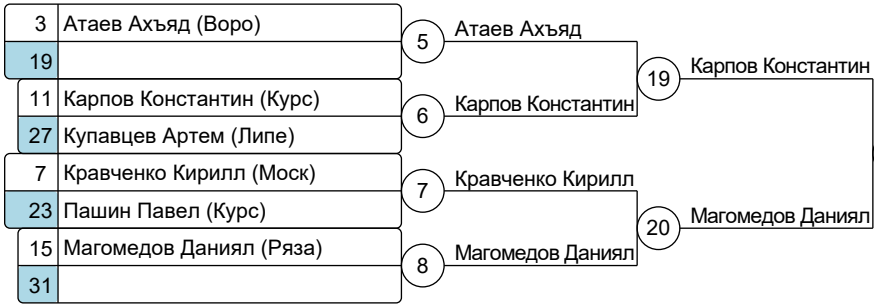 3 Атаев Ахъяд (Воро)
19
5 Атаев Ахъяд
11 Карпов Константин (Курс)
27 Купавцев Артем (Липе)
6 Карпов Константин
19 Карпов Константин
7 Кравченко Кирилл (Моск)
23 Пашин Павел (Курс)
7 Кравченко Кирилл
15 Магомедов Даниял (Ряза)
31
8 Магомедов Даниял
20 Магомедов Даниял